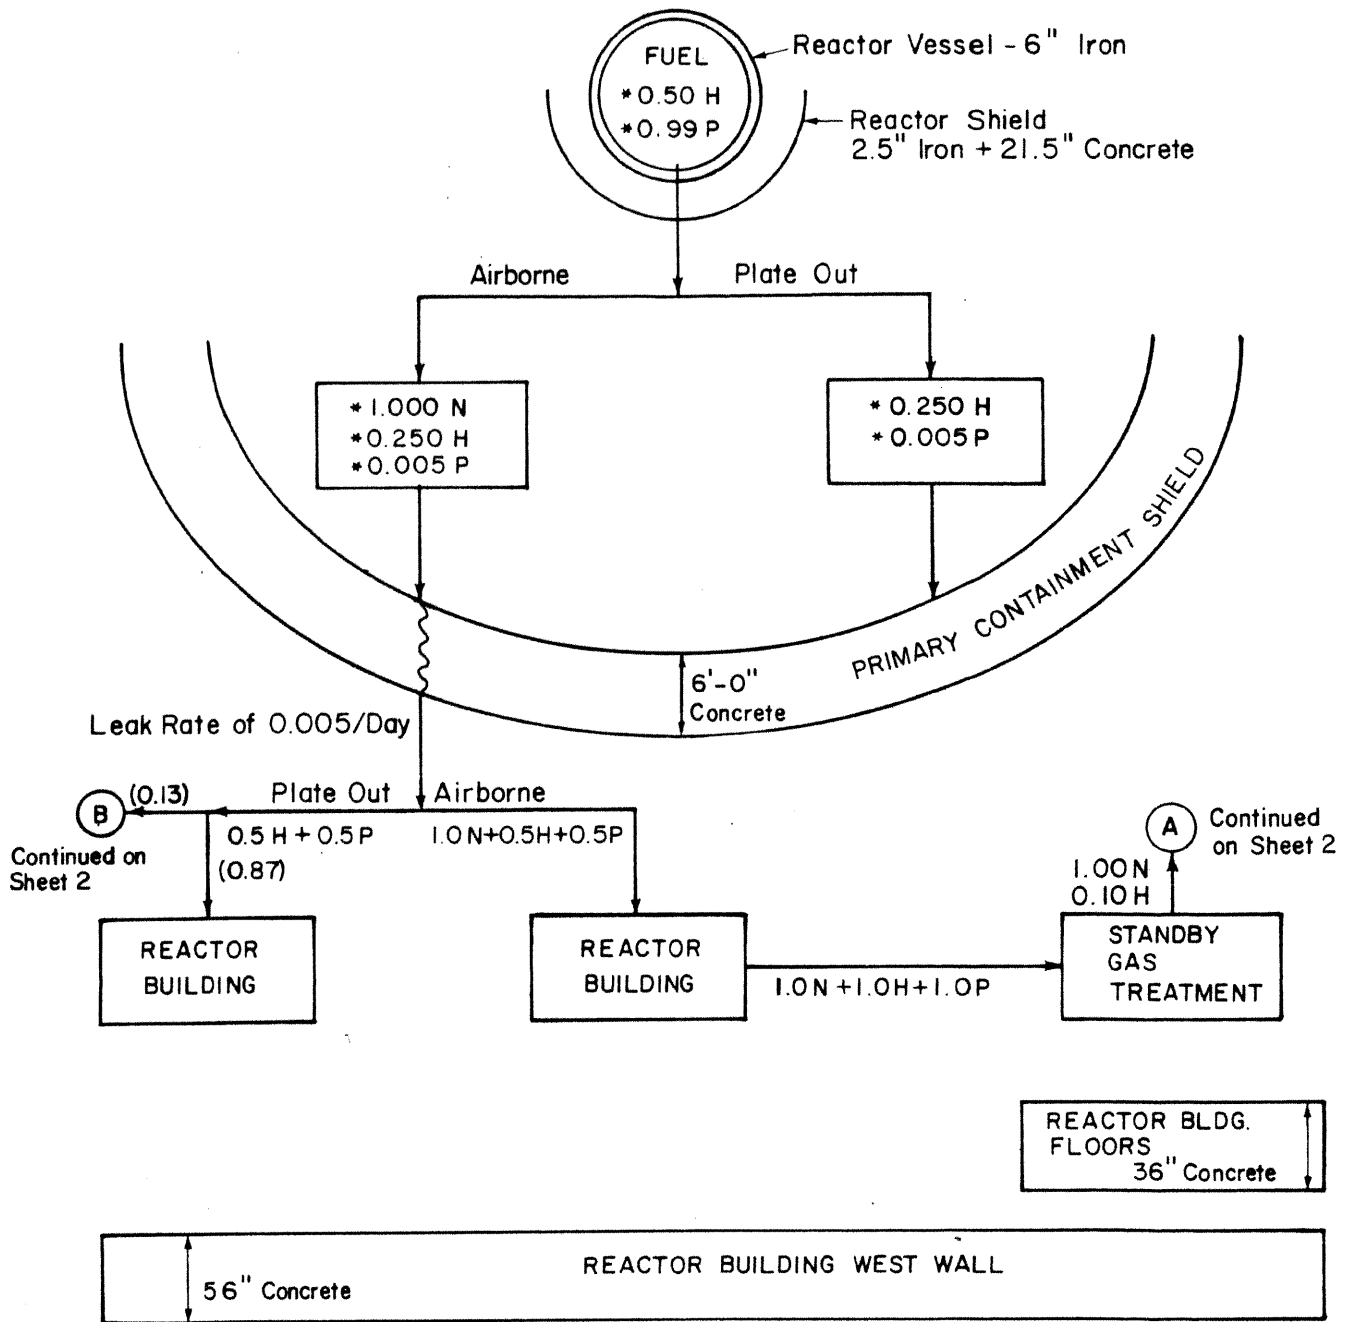 FUEL
*0.50 H
*0.99 P
Reactor Vessel - 6" Iron
Reactor Shield
2.5" Iron + 21.5" Concrete
Airborne
Plate Out
*1.000 N
*0.250 H
*0.005 P
*0.250 H
*0.005 P
PRIMARY CONTAINMENT SHIELD
6'-0"
Concrete
Leak Rate of 0.005/Day
B
(0.13)
Plate Out
Airborne
0.5 H + 0.5 P
1.0 N+0.5H+0.5P
Continued on
Sheet 2
(0.87)
A
Continued
on Sheet 2
1.00 N
0.10 H
REACTOR
BUILDING
REACTOR
BUILDING
1.0 N + 1.0 H + 1.0 P
STANDBY
GAS
TREATMENT
REACTOR BLDG.
FLOORS
36" Concrete
REACTOR BUILDING WEST WALL
56" Concrete